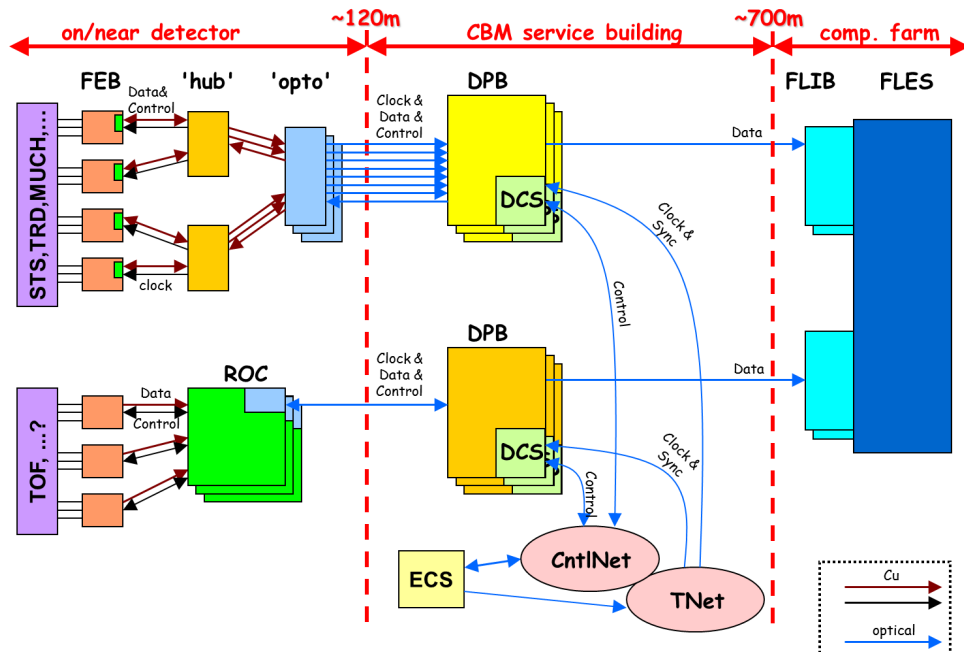 ~120m
~700m
on/near detector
CBM service building
comp. farm
FEB
'hub'
'opto'
DPB
FLIB
FLES
Data&
Control
Clock &
Data &
Control
Data
STS,TRD,MUCH,...
DCS
Clock &
Sync
clock
Control
DPB
ROC
Clock &
Data &
Control
Data
Data
Control
TOF, ...?
DCS
Clock &
Sync
Control
CntlNet
ECS
TNet
Cu
optical